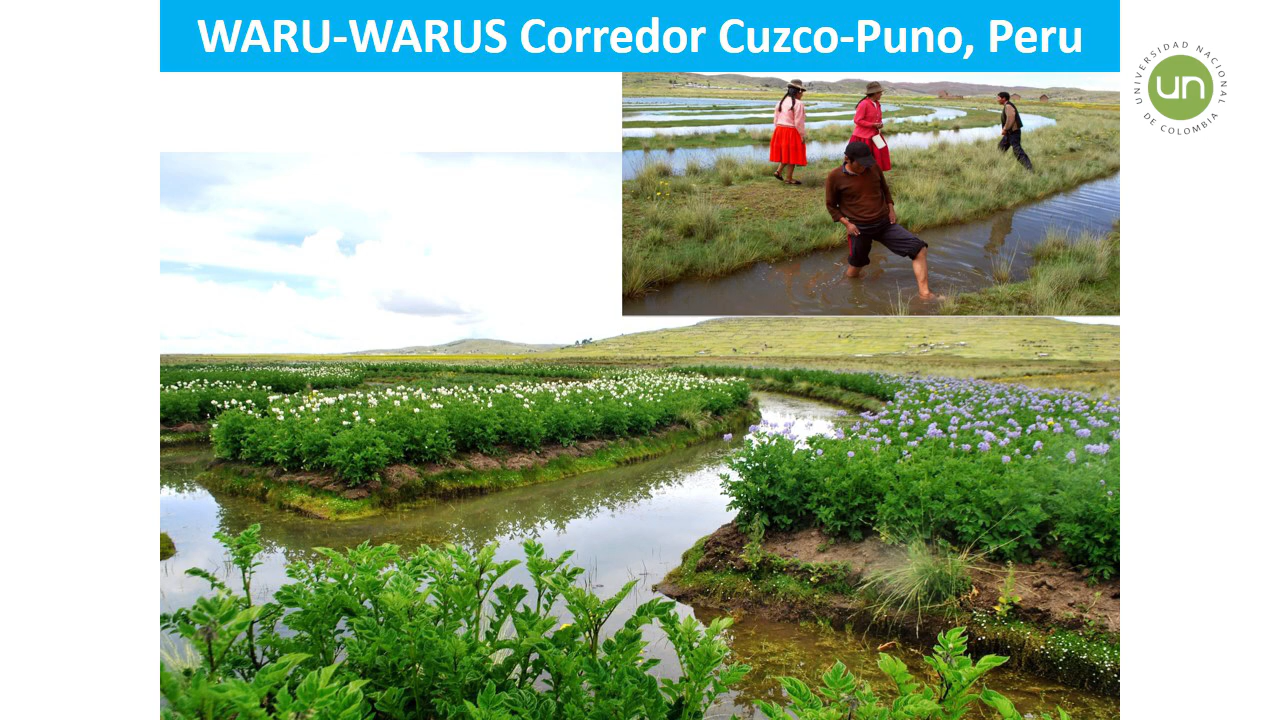 WARU-WARUS Corredor Cuzco-Puno, Peru
UNIVERSIDAD NACIONAL
un
DE COLOMBIA